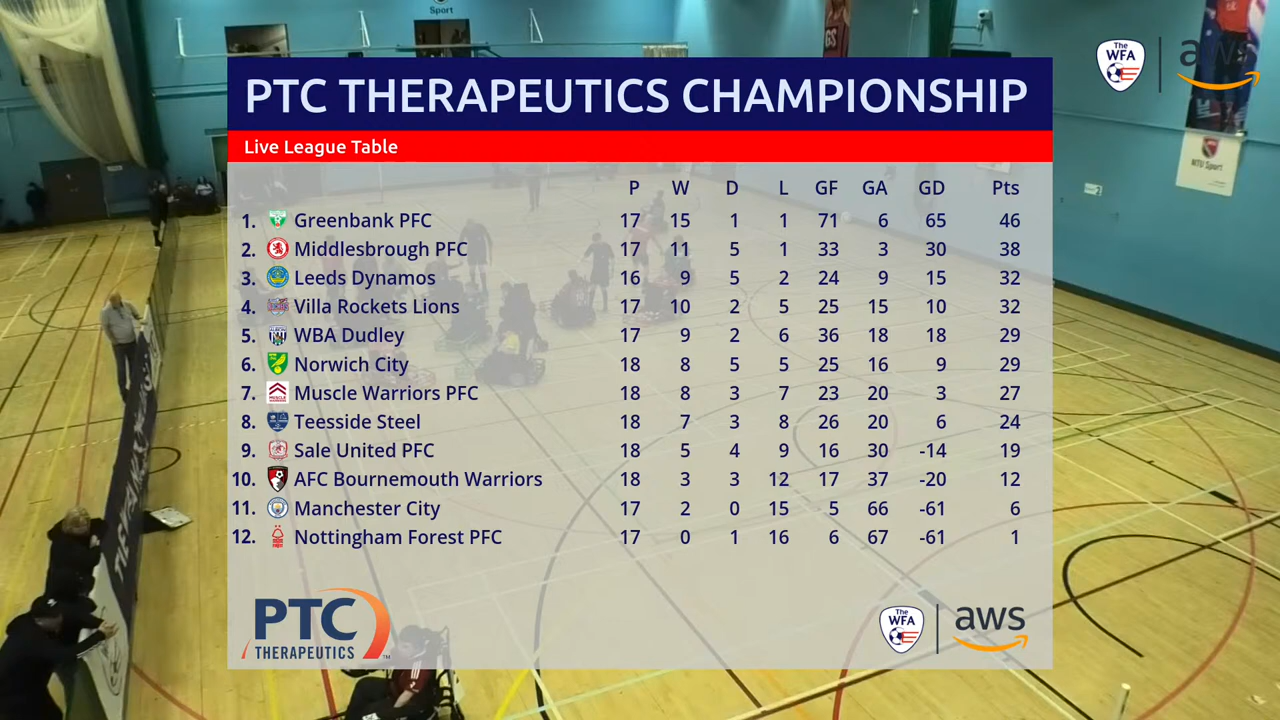 Sport
The
WFA
aws
PTC THERAPEUTICS CHAMPIONSHIP
Live League Table
P W D L GF GA GD Pts
1. Greenbank PFC 17 15 1 1 71 6 65 46
2. Middlesbrough PFC 17 11 5 1 33 3 30 38
3. Leeds Dynamos 16 9 5 2 24 9 15 32
4. Villa Rockets Lions 17 10 2 5 25 15 10 32
5. WBA Dudley 17 9 2 6 36 18 18 29
6. Norwich City 18 8 5 5 25 16 9 29
7. Muscle Warriors PFC 18 8 3 7 23 20 3 27
8. Teesside Steel 18 7 3 8 26 20 6 24
9. Sale United PFC 18 5 4 9 16 30 -14 19
10. AFC Bournemouth Warriors 18 3 3 12 17 37 -20 12
11. Manchester City 17 2 0 15 5 66 -61 6
12. Nottingham Forest PFC 17 0 1 16 6 67 -61 1
PTC
THERAPEUTICS
The
WFA
aws
NTU Sport